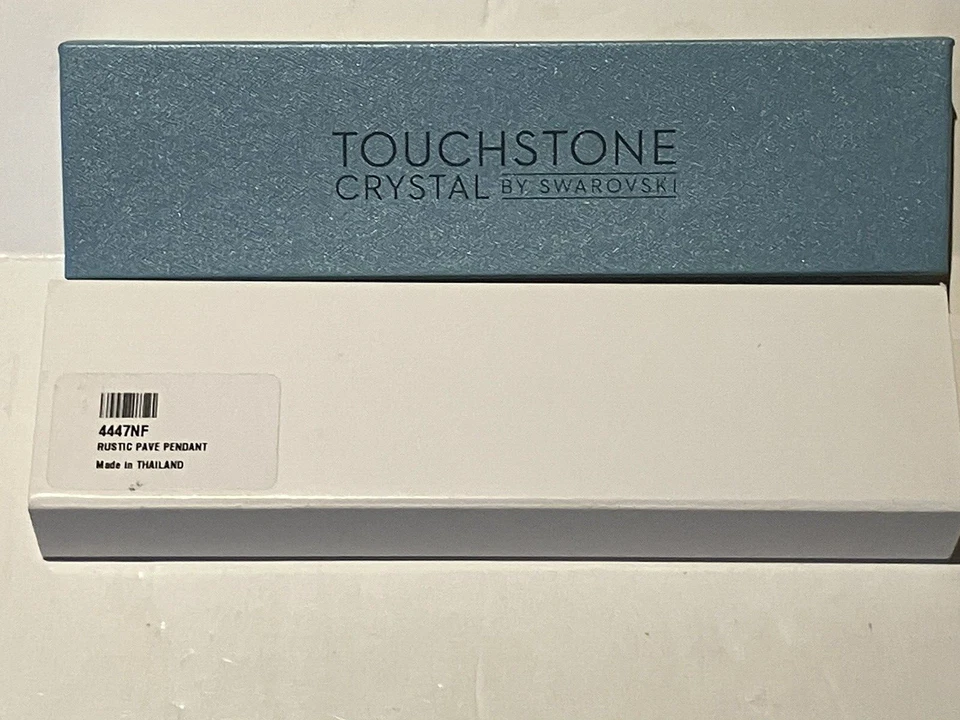 TOUCHSTONE
CRYSTAL BY SWAROVSKI
4447NF
RUSTIC PAVE PENDANT
Made in THAILAND